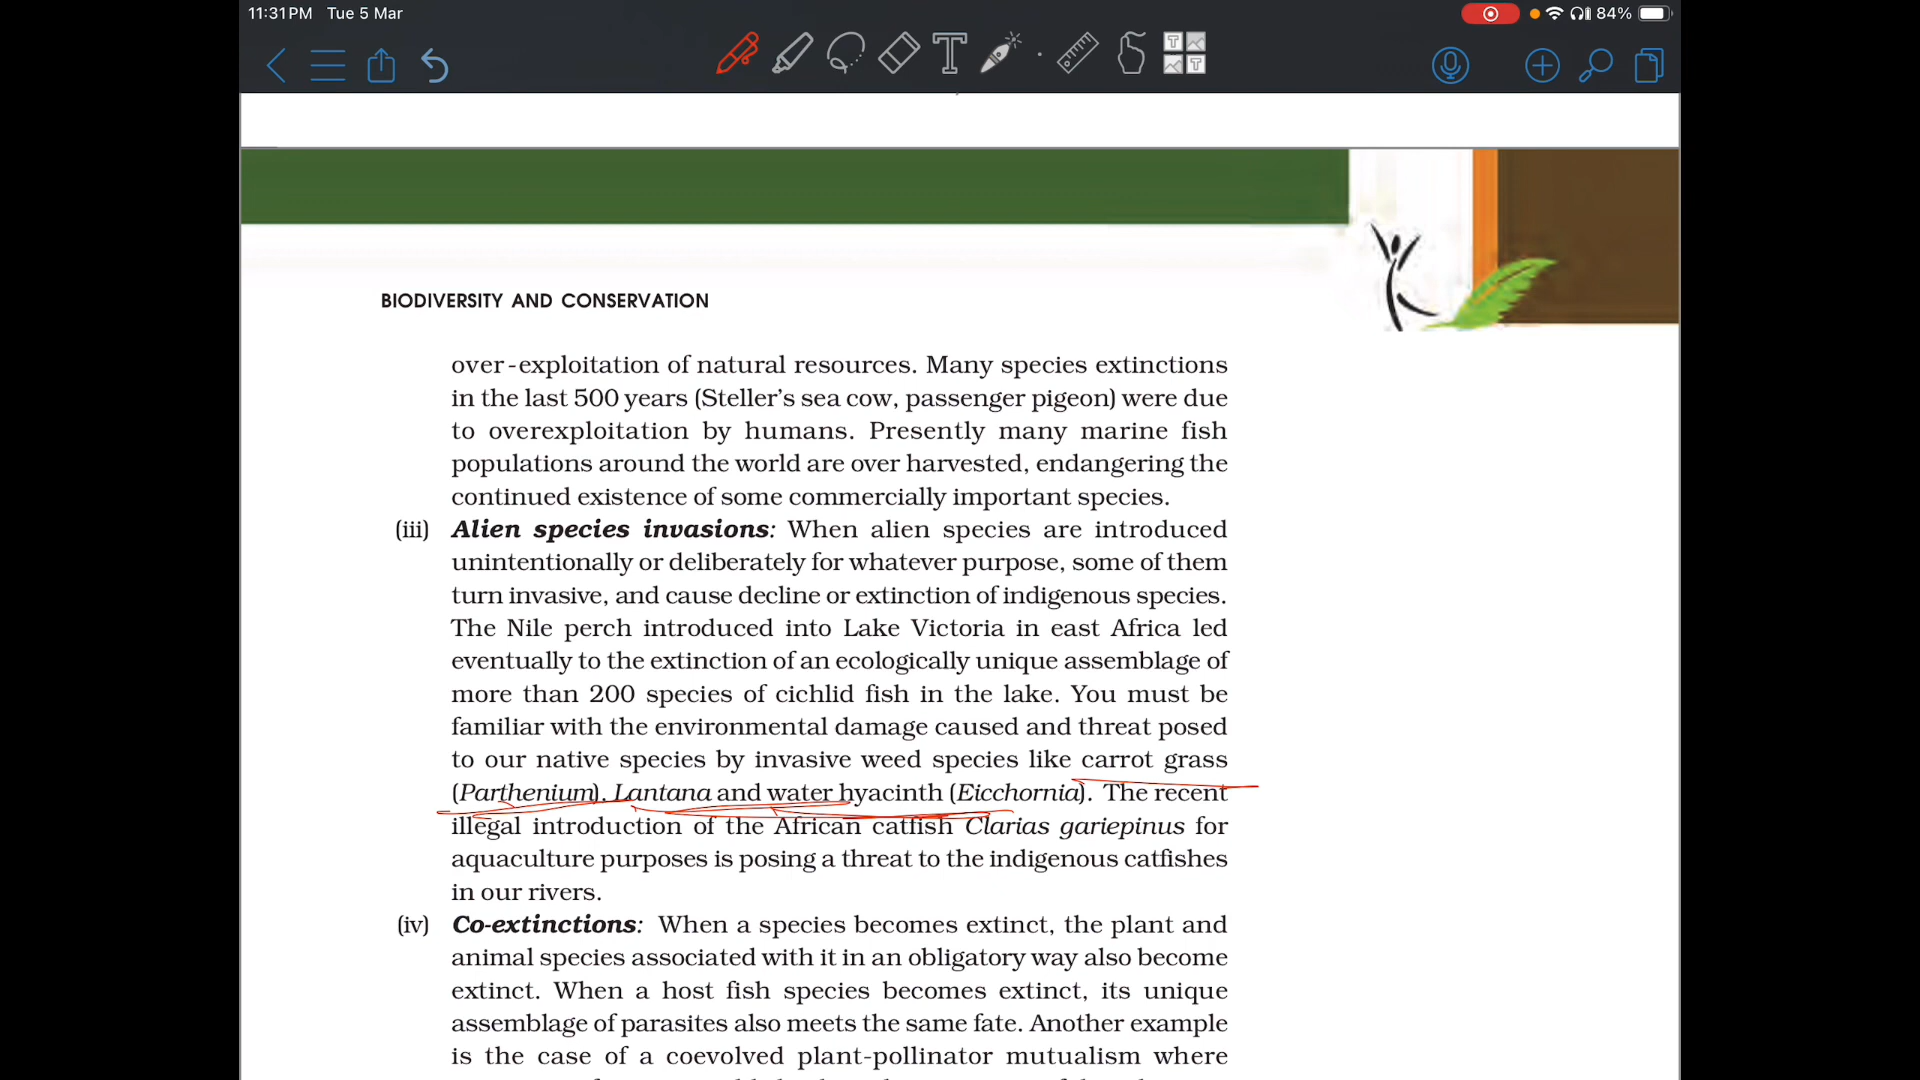 11:31PM Tue 5 Mar
84%
BIODIVERSITY AND CONSERVATION
over-exploitation of natural resources. Many species extinctions
in the last 500 years (Steller's sea cow, passenger pigeon) were due
to overexploitation by humans. Presently many marine fish
populations around the world are over harvested, endangering the
continued existence of some commercially important species.
(iii) Alien species invasions: When alien species are introduced
unintentionally or deliberately for whatever purpose, some of them
turn invasive, and cause decline or extinction of indigenous species.
The Nile perch introduced into Lake Victoria in east Africa led
eventually to the extinction of an ecologically unique assemblage of
more than 200 species of cichlid fish in the lake. You must be
familiar with the environmental damage caused and threat posed
to our native species by invasive weed species like carrot grass
(Parthenium), Lantana and water hyacinth (Eicchornia). The recent
illegal introduction of the African catfish Clarias gariepinus for
aquaculture purposes is posing a threat to the indigenous catfishes
in our rivers.
(iv) Co-extinctions: When a species becomes extinct, the plant and
animal species associated with it in an obligatory way also become
extinct. When a host fish species becomes extinct, its unique
assemblage of parasites also meets the same fate. Another example
is the case of a coevolved plant-pollinator mutualism where